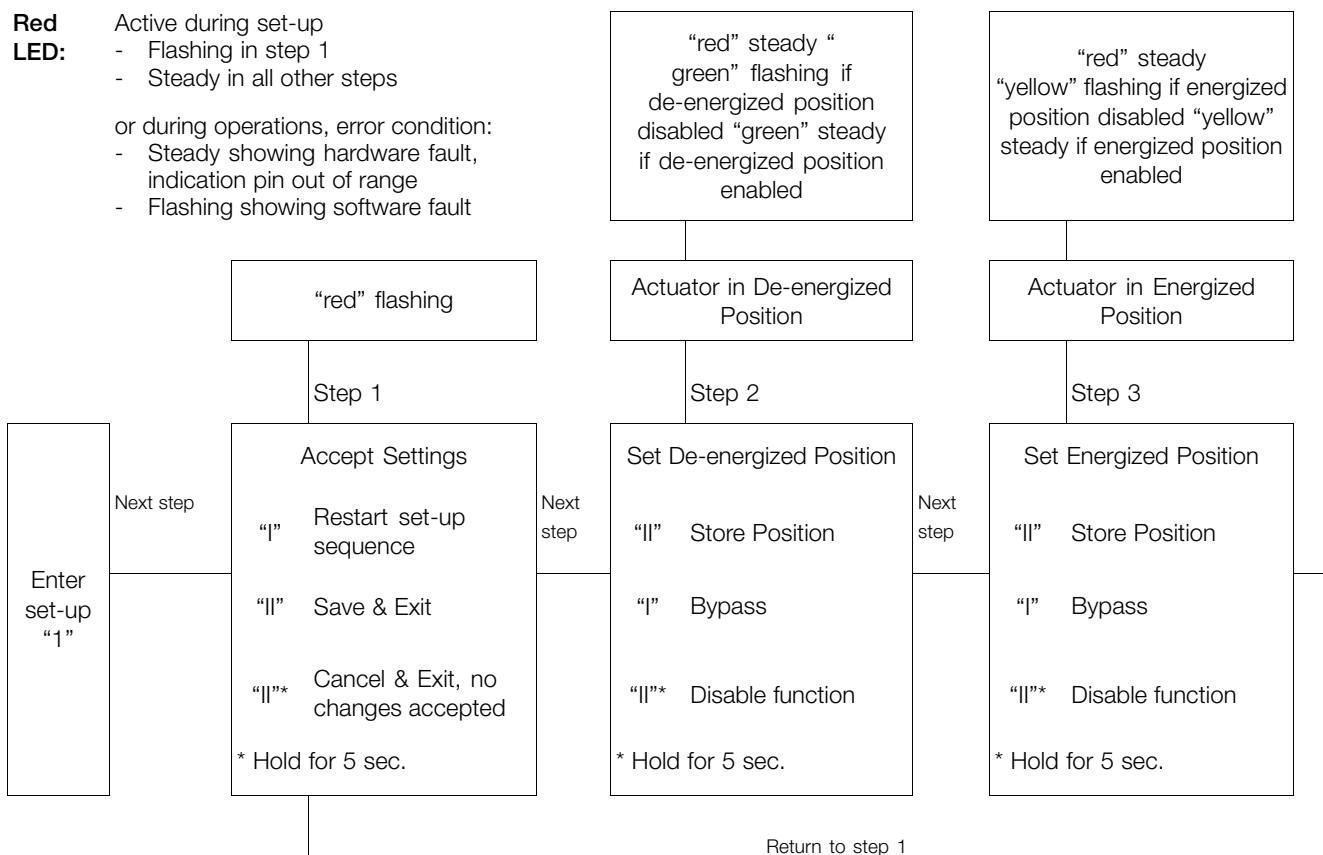 Red LED:
Active during set-up
- Flashing in step 1
- Steady in all other steps
or during operations, error condition:
- Steady showing hardware fault,
indication pin out of range
- Flashing showing software fault
“red” steady “
green” flashing if
de-energized position
disabled “green” steady
if de-energized position
enabled
“red” steady
“yellow” flashing if energized
position disabled “yellow”
steady if energized position
enabled
“red” flashing
Actuator in De-energized
Position
Actuator in Energized
Position
Step 1
Step 2
Step 3
Enter
set-up
“1”
Next step
Accept Settings
“I” Restart set-up
sequence
“II” Save & Exit
“II”* Cancel & Exit, no
changes accepted
* Hold for 5 sec.
Next
step
Set De-energized Position
“II” Store Position
“I” Bypass
“II”* Disable function
* Hold for 5 sec.
Next
step
Set Energized Position
“II” Store Position
“I” Bypass
“II”* Disable function
* Hold for 5 sec.
Return to step 1